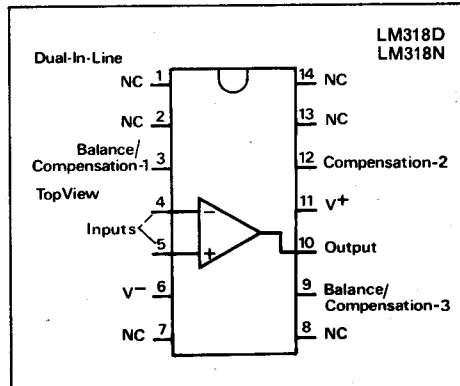 LM318D
LM318N
Dual-In-Line
NC 1
14 NC
NC 2
13 NC
Balance/
Compensation-1 3
12 Compensation-2
TopView
4 −
11 V+
Inputs
5 +
10 Output
V− 6
9 Balance/
Compensation-3
NC 7
8 NC